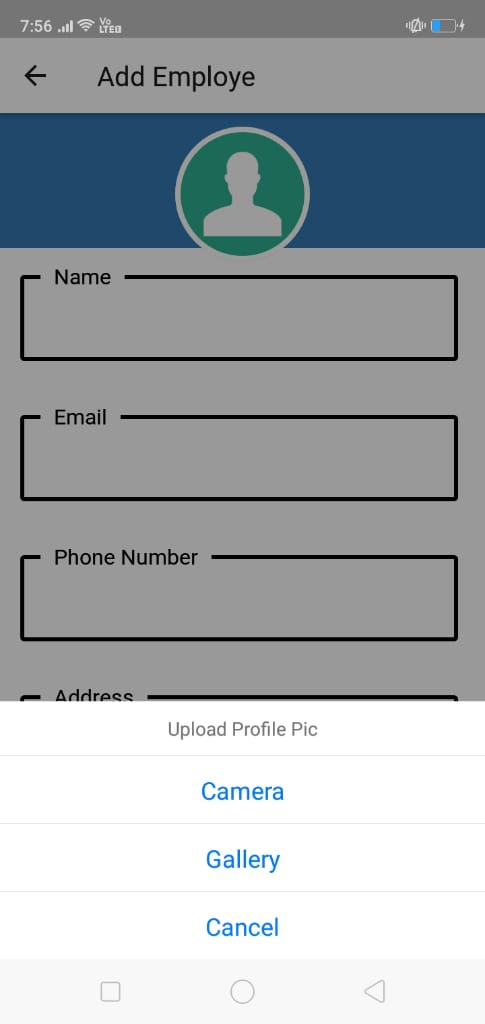 7:56 Vo LTE
Add Employe
Name
Email
Phone Number
Address
Upload Profile Pic
Camera
Gallery
Cancel